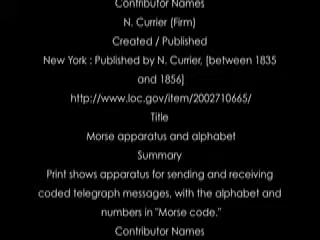 Contributor Names
N. Currier (Firm)
Created / Published
New York : Published by N. Currier, [between 1835
and 1856]
http://www.loc.gov/item/2002710665/
Title
Morse apparatus and alphabet
Summary
Print shows apparatus for sending and receiving
coded telegraph messages, with the alphabet and
numbers in "Morse code."
Contributor Names